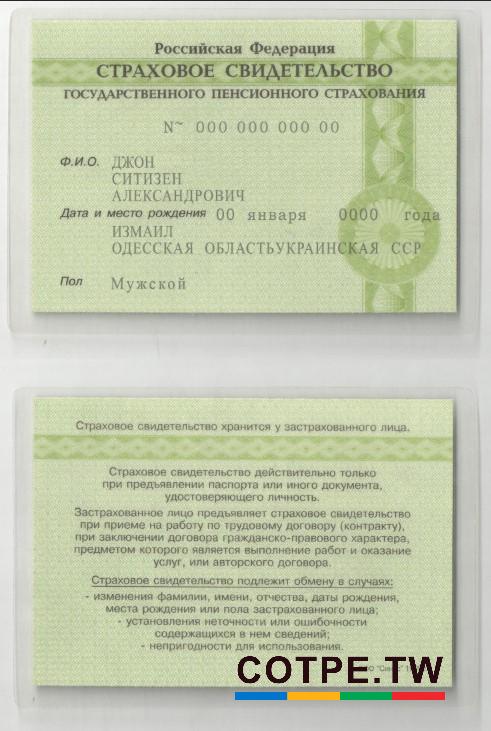 Российская Федерация
СТРАХОВОЕ СВИДЕТЕЛЬСТВО
ГОСУДАРСТВЕННОГО ПЕНСИОННОГО СТРАХОВАНИЯ
N~ 000 000 000 00
Ф.И.О. ДЖОН
СИТИЗЕН
АЛЕКСАНДРОВИЧ
Дата и место рождения 00 января 0000 года
ИЗМАИЛ
ОДЕССКАЯ ОБЛАСТЬУКРАИНСКАЯ ССР
Пол Мужской
Страховое свидетельство хранится у застрахованного лица.
Страховое свидетельство действительно только
при предъявлении паспорта или иного документа,
удостоверяющего личность.
Застрахованное лицо предъявляет страховое свидетельство
при приеме на работу по трудовому договору (контракту),
при заключении договора гражданско-правового характера,
предметом которого является выполнение работ и оказание
услуг, или авторского договора.
Страховое свидетельство подлежит обмену в случаях:
- изменения фамилии, имени, отчества, даты рождения,
места рождения или пола застрахованного лица;
- установления неточности или ошибочности
содержащихся в нем сведений;
- непригодности для использования.
COTPE.TW